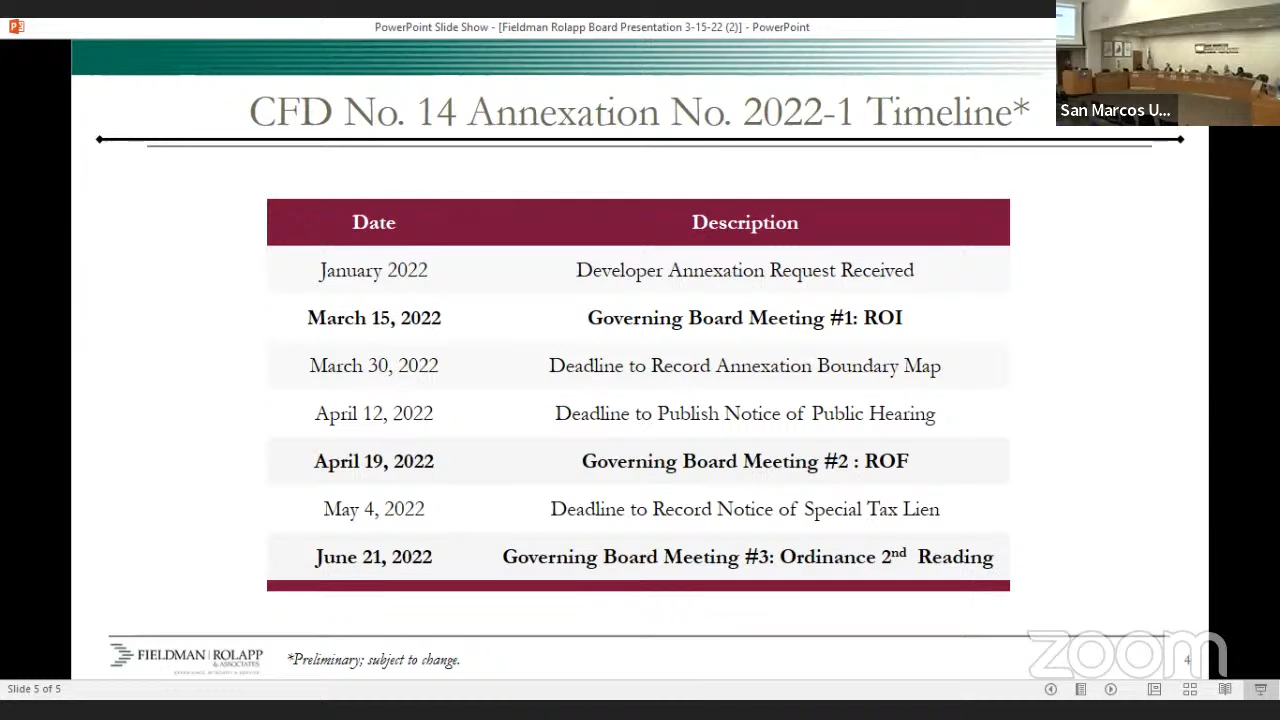 PowerPoint Slide Show - [Fieldman Rolapp Board Presentation 3-15-22 (2)] - PowerPoint
San Marcos U...
CFD No. 14 Annexation No. 2022-1 Timeline*
Date Description
January 2022 Developer Annexation Request Received
March 15, 2022 Governing Board Meeting #1: ROI
March 30, 2022 Deadline to Record Annexation Boundary Map
April 12, 2022 Deadline to Publish Notice of Public Hearing
April 19, 2022 Governing Board Meeting #2 : ROF
May 4, 2022 Deadline to Record Notice of Special Tax Lien
June 21, 2022 Governing Board Meeting #3: Ordinance 2nd Reading
FIELDMAN | ROLAPP
& ASSOCIATES
*Preliminary; subject to change.
zoom
4
Slide 5 of 5